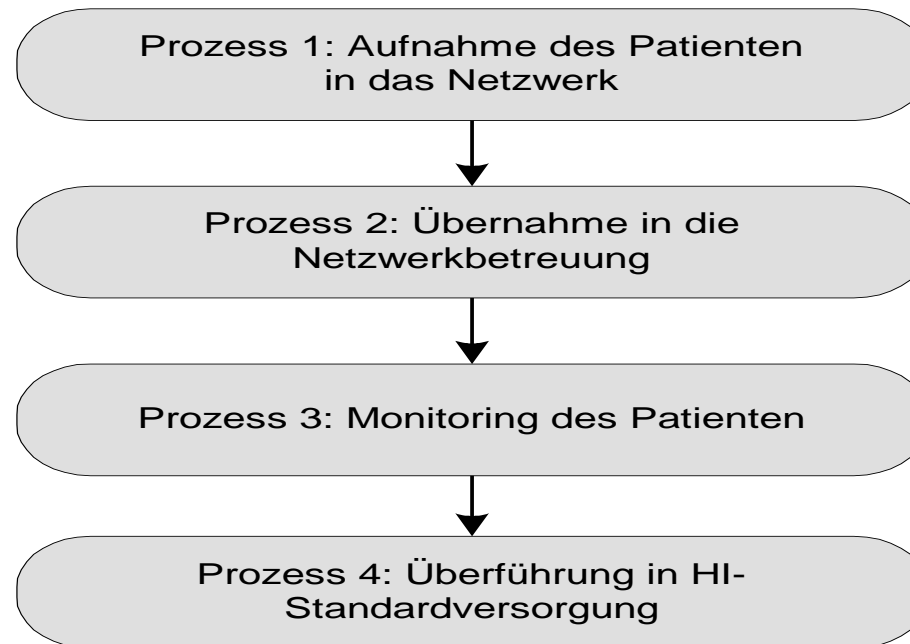 Prozess 1: Aufnahme des Patienten
in das Netzwerk
Prozess 2: Übernahme in die
Netzwerkbetreuung
Prozess 3: Monitoring des Patienten
Prozess 4: Überführung in HI-
Standardversorgung